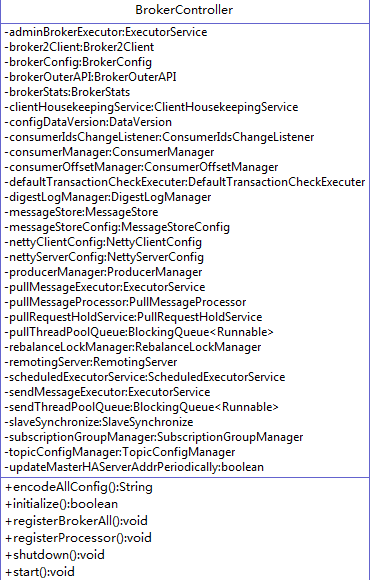 BrokerController
-adminBrokerExecutor:ExecutorService
-broker2Client:Broker2Client
-brokerConfig:BrokerConfig
-brokerOuterAPI:BrokerOuterAPI
-brokerStats:BrokerStats
-clientHousekeepingService:ClientHousekeepingService
-configDataVersion:DataVersion
-consumerIdsChangeListener:ConsumerIdsChangeListener
-consumerManager:ConsumerManager
-consumerOffsetManager:ConsumerOffsetManager
-defaultTransactionCheckExecuter:DefaultTransactionCheckExecuter
-digestLogManager:DigestLogManager
-messageStore:MessageStore
-messageStoreConfig:MessageStoreConfig
-nettyClientConfig:NettyClientConfig
-nettyServerConfig:NettyServerConfig
-producerManager:ProducerManager
-pullMessageExecutor:ExecutorService
-pullMessageProcessor:PullMessageProcessor
-pullRequestHoldService:PullRequestHoldService
-pullThreadPoolQueue:BlockingQueue<Runnable>
-rebalanceLockManager:RebalanceLockManager
-remotingServer:RemotingServer
-scheduledExecutorService:ScheduledExecutorService
-sendMessageExecutor:ExecutorService
-sendThreadPoolQueue:BlockingQueue<Runnable>
-slaveSynchronize:SlaveSynchronize
-subscriptionGroupManager:SubscriptionGroupManager
-topicConfigManager:TopicConfigManager
-updateMasterHAServerAddrPeriodically:boolean
+encodeAllConfig():String
+initialize():boolean
+registerBrokerAll():void
+registerProcessor():void
+shutdown():void
+start():void